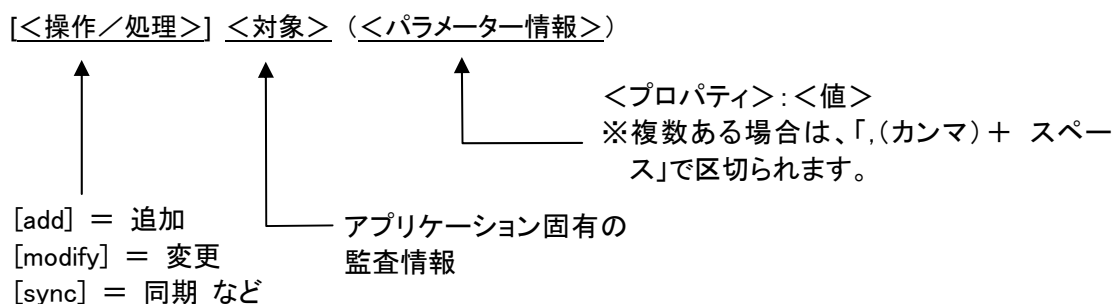 [＜操作／処理＞] ＜対象＞ (＜パラメーター情報＞)
＜プロパティ＞：＜値＞
※複数ある場合は、「,(カンマ)＋ スペー
ス」で区切られます。
[add] ＝ 追加
[modify] ＝ 変更
[sync] ＝ 同期 など
アプリケーション固有の
監査情報